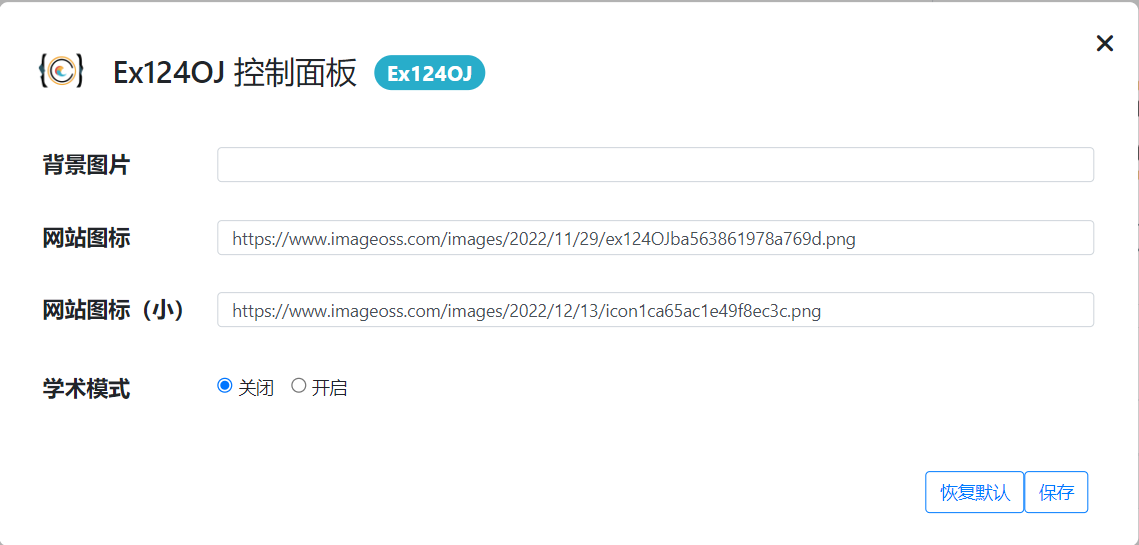 Ex124OJ 控制面板 Ex124OJ
背景图片
网站图标 https://www.imageoss.com/images/2022/11/29/ex124OJba563861978a769d.png
网站图标（小） https://www.imageoss.com/images/2022/12/13/icon1ca65ac1e49f8ec3c.png
学术模式 关闭 开启
恢复默认 保存